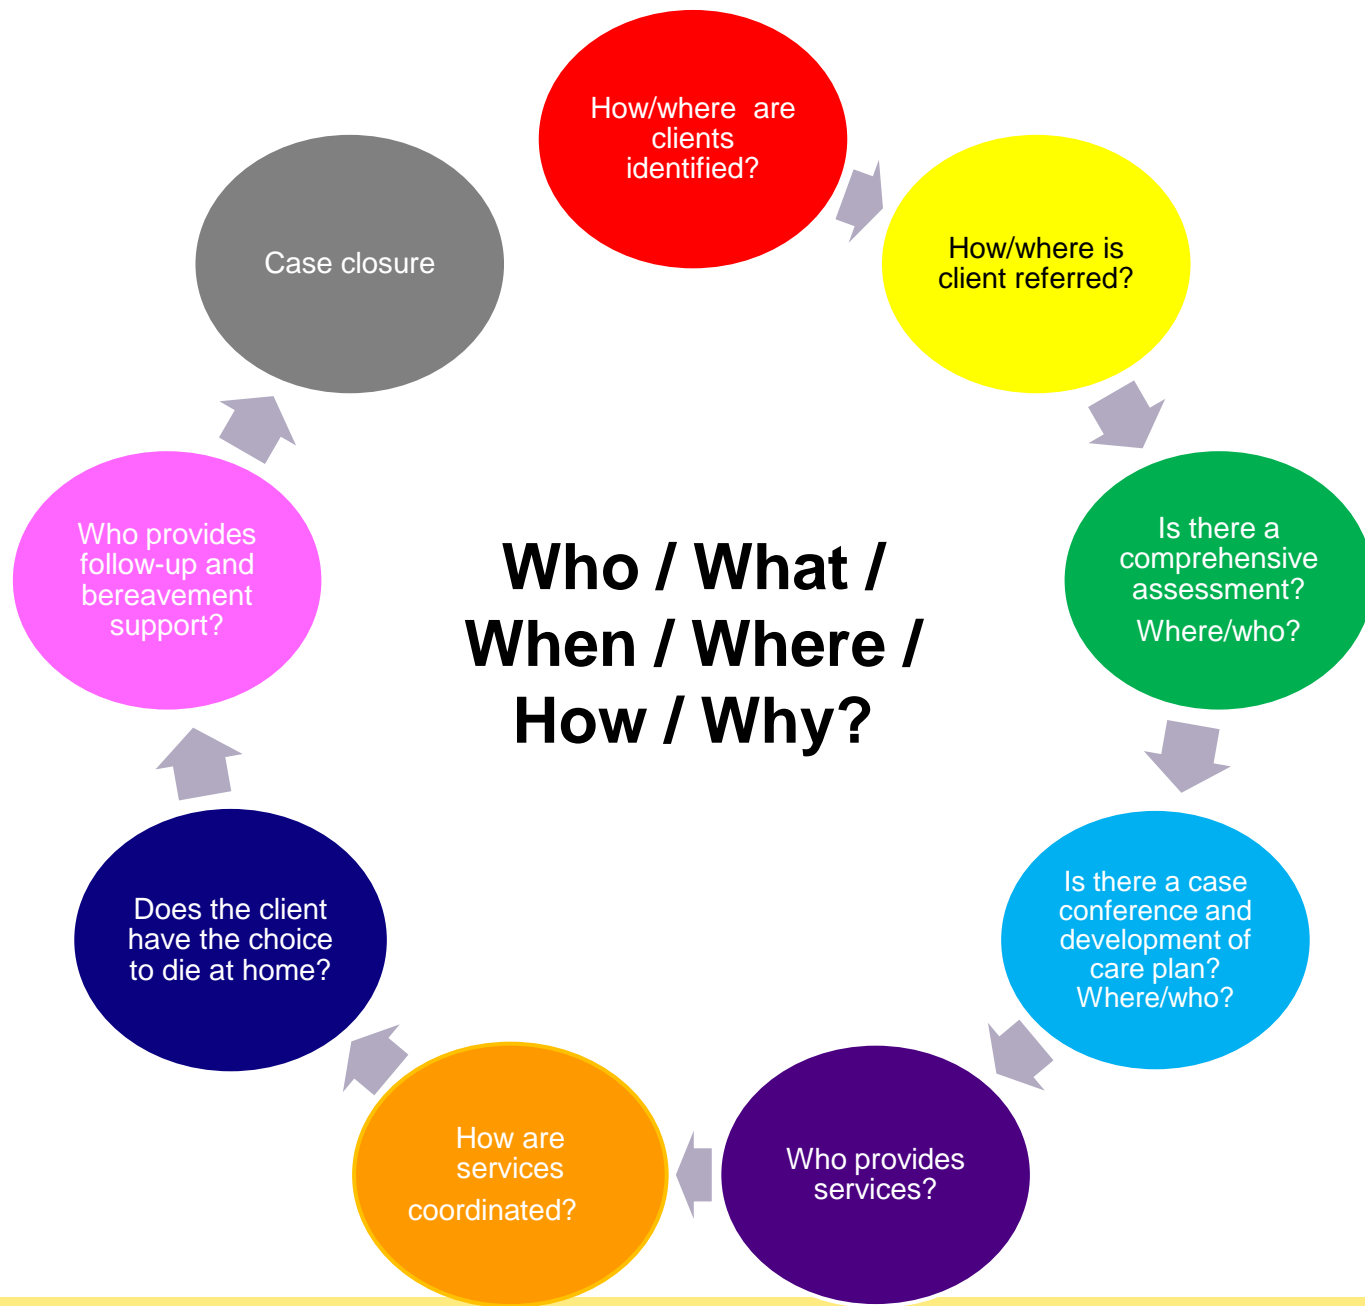 How/where are
clients
identified?
How/where is
client referred?
Is there a
comprehensive
assessment?
Where/who?
Is there a case
conference and
development of
care plan?
Where/who?
Who provides
services?
How are
services
coordinated?
Does the client
have the choice
to die at home?
Who provides
follow-up and
bereavement
support?
Case closure
Who / What /
When / Where /
How / Why?